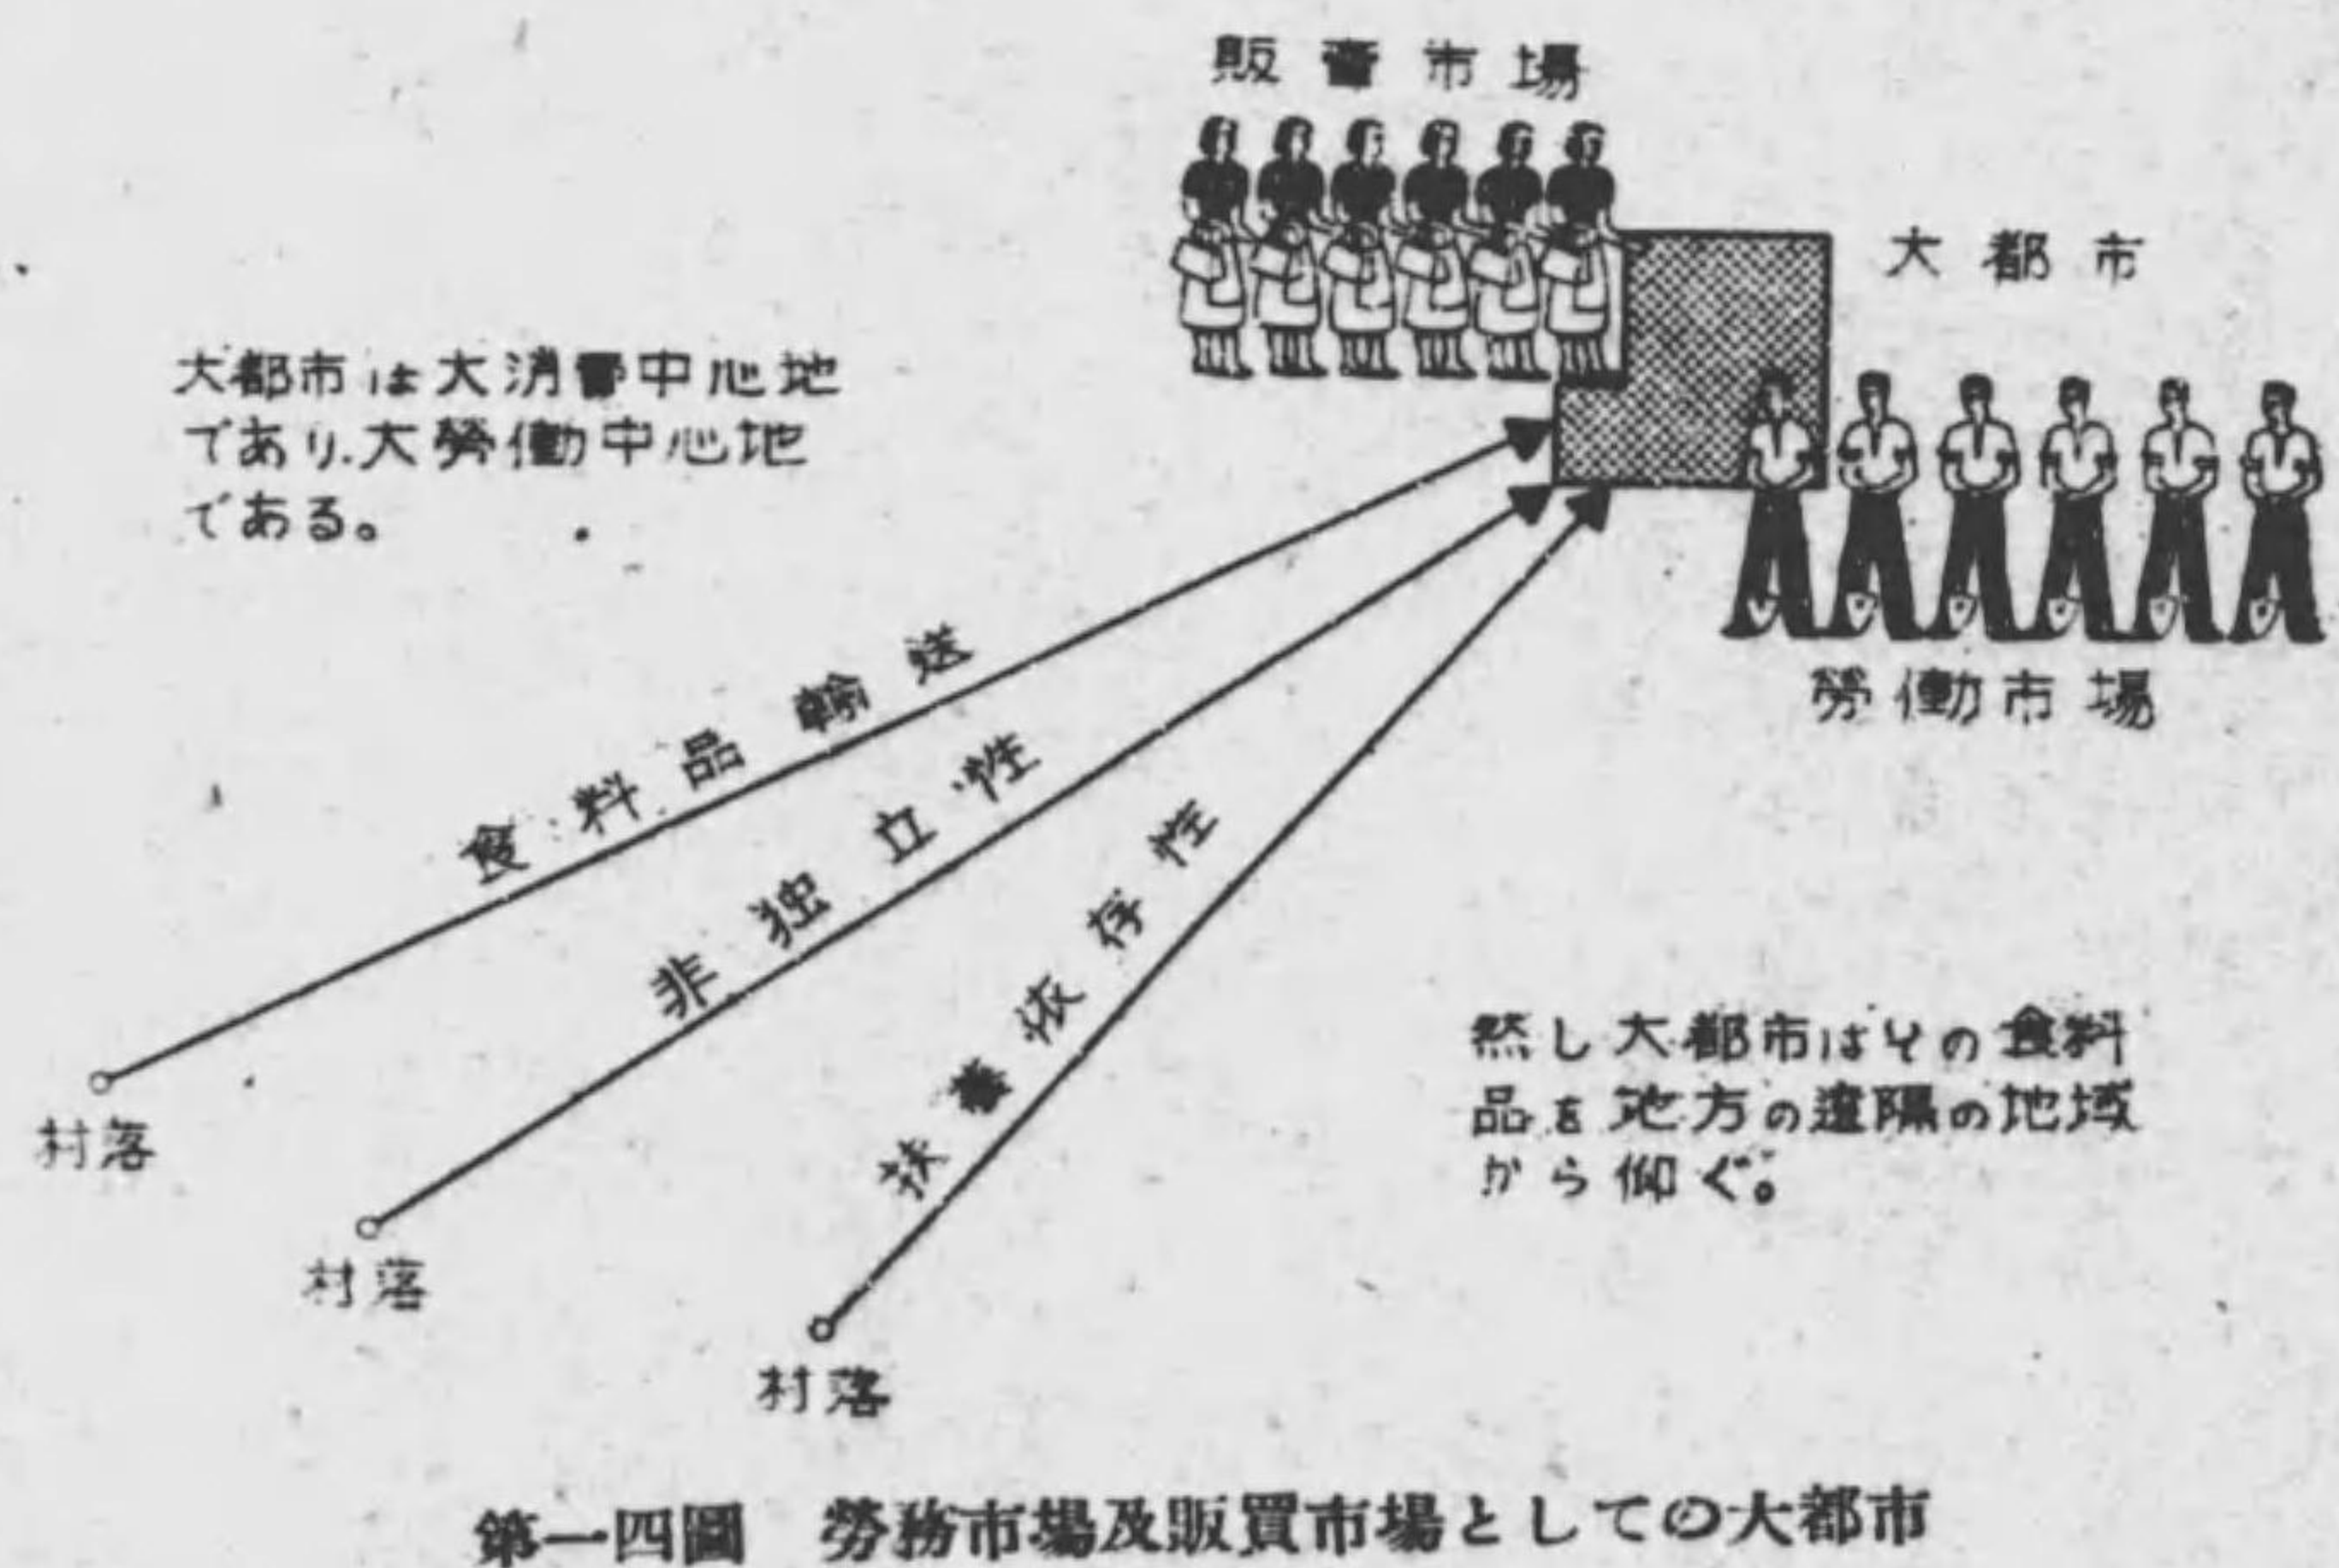 販賣市場
大都市
大都市は大消費中心地
であり、大勞働中心地
である。
勞働市場
食料品輸送
非独立性
扶養依存性
村落
村落
村落
然し大都市はその食料
品を地方の遠隔の地域
から仰ぐ。
第一四圖　勞務市場及販買市場としての大都市